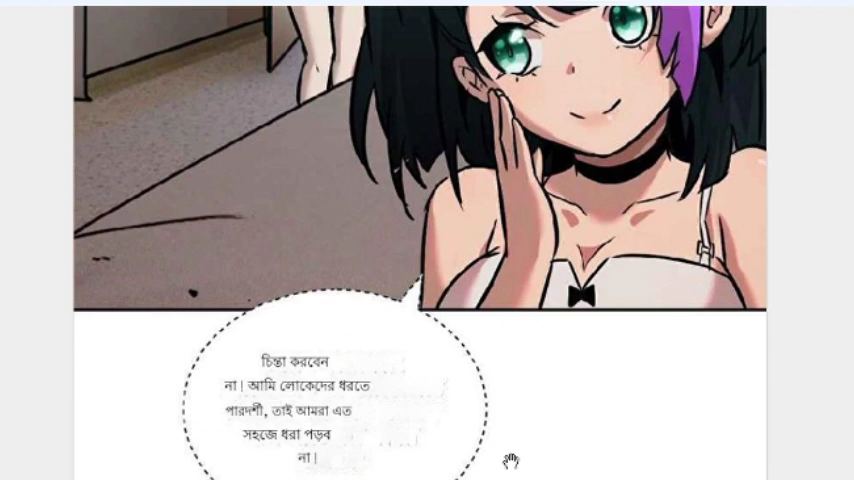 চিন্তা করবেন
না! আমি লোকেদের ধরতে
পারদর্শী, তাই আমরা এত
সহজে ধরা পড়ব
না!